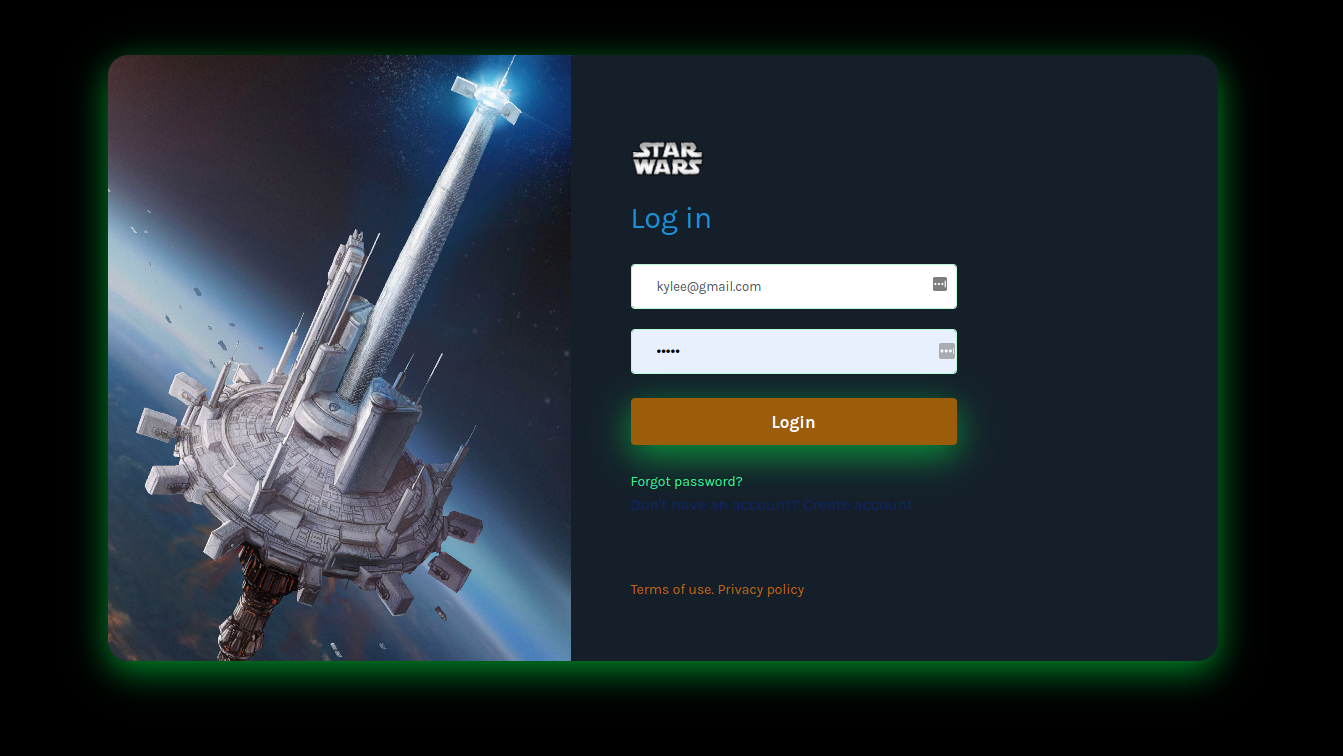 STAR
WARS
Log in
kylee@gmail.com
•••••
Login
Forgot password?
Don't have an account? Create account
Terms of use. Privacy policy